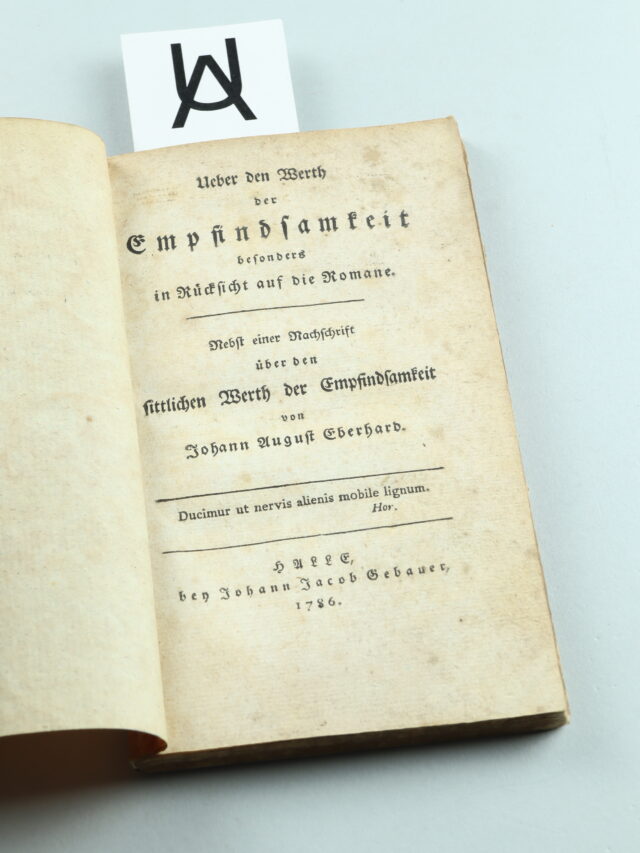 Ueber den Werth
der
Empfindsamkeit
besonders
in Rücksicht auf die Romane.
Nebst einer Nachschrift
über den
sittlichen Werth der Empfindsamkeit
von
Johann August Eberhard.
Ducimur ut nervis alienis mobile lignum.
Hor.
HALLE,
bey Johann Jacob Gebauer,
1786.